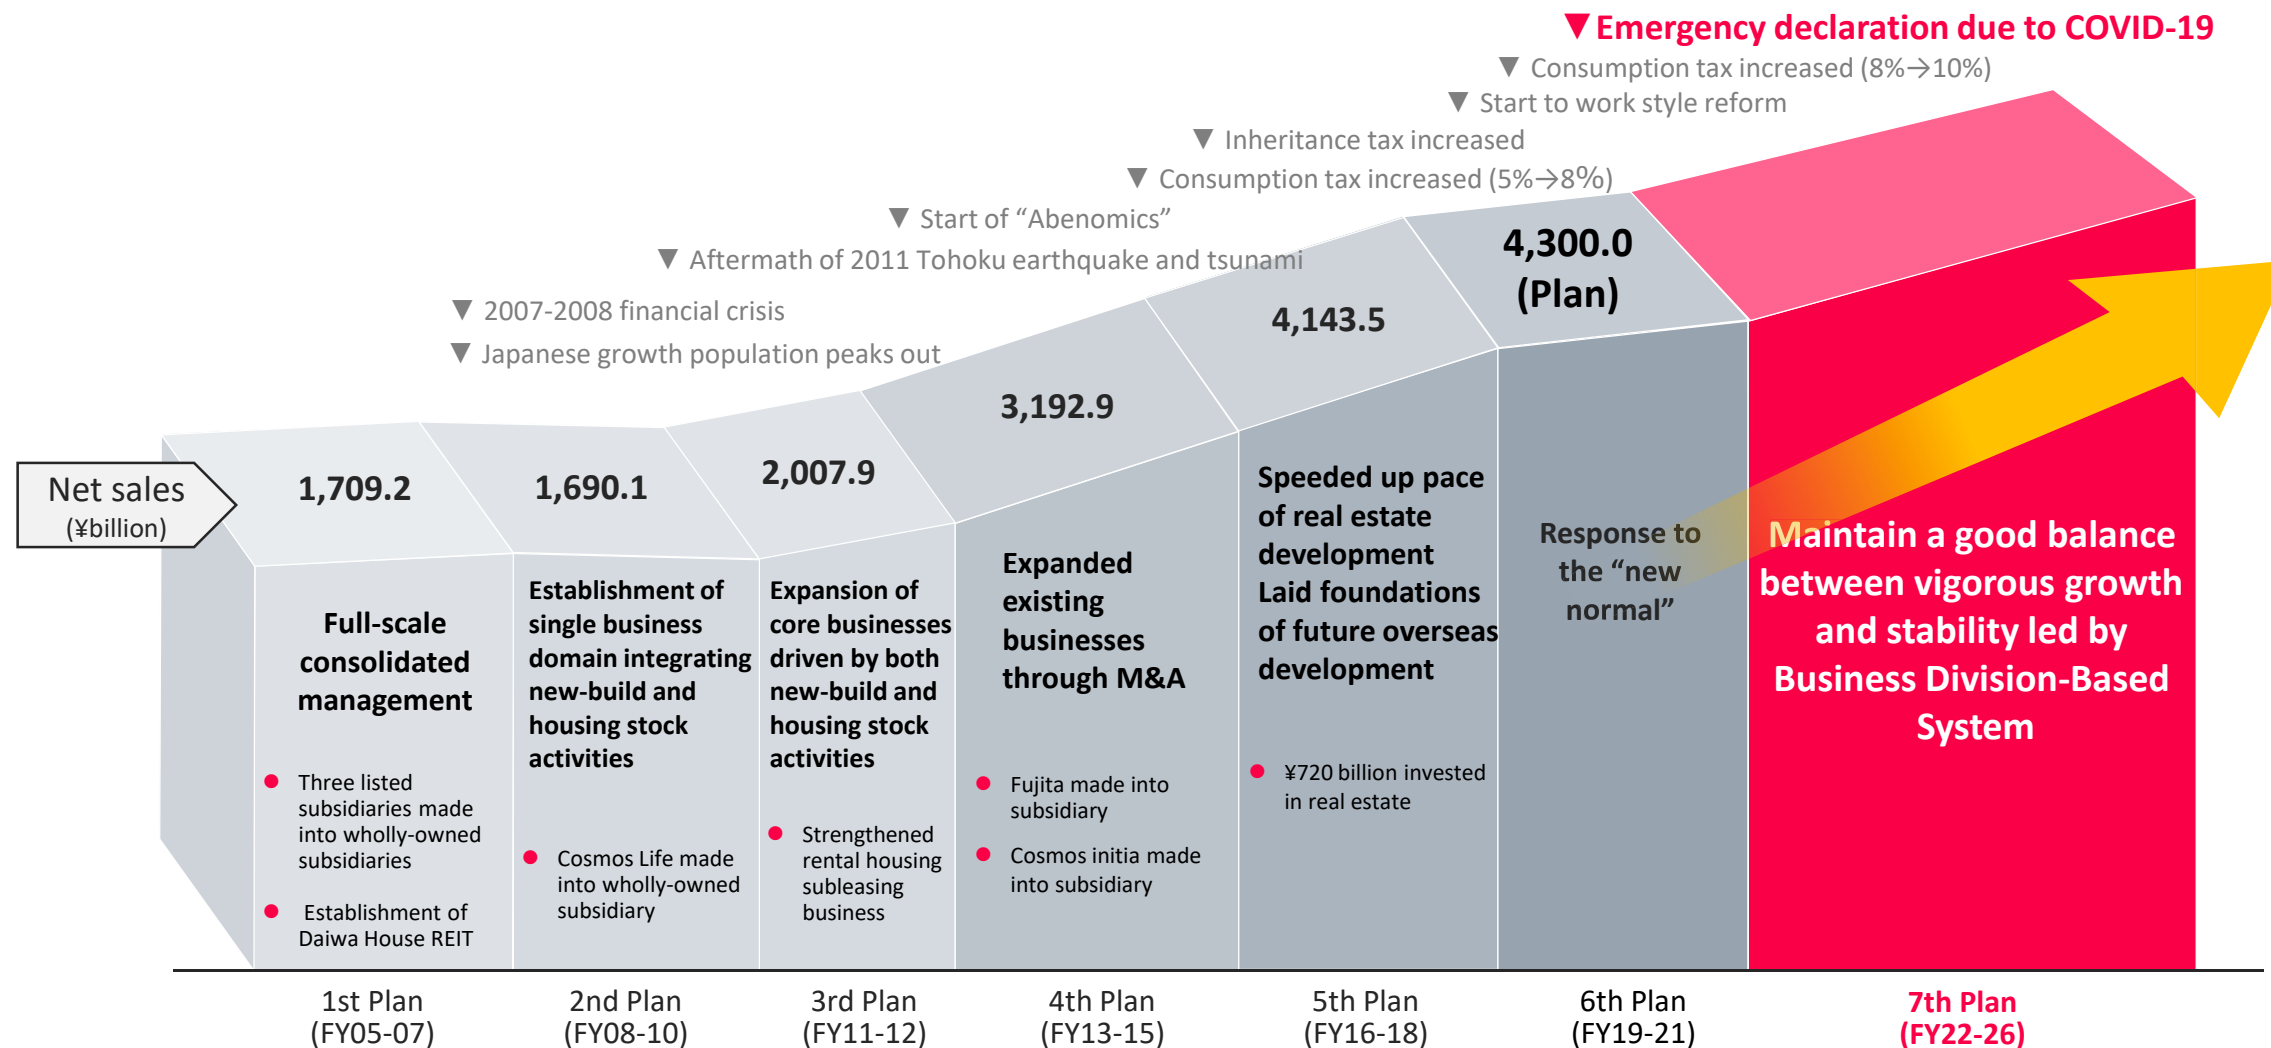 ▼Emergency declaration due to COVID-19
▼ Consumption tax increased (8%→10%)
▼ Start to work style reform
▼ Inheritance tax increased
▼ Consumption tax increased (5%→8%)
▼ Start of “Abenomics”
▼ Aftermath of 2011 Tohoku earthquake and tsunami
▼ 2007-2008 financial crisis
▼ Japanese growth population peaks out
Net sales
(¥billion)
1,709.2
1,690.1
2,007.9
3,192.9
4,143.5
4,300.0
(Plan)
Full-scale
consolidated
management
● Three listed
subsidiaries made
into wholly-owned
subsidiaries
● Establishment of
Daiwa House REIT
Establishment of
single business
domain integrating
new-build and
housing stock
activities
● Cosmos Life made
into wholly-owned
subsidiary
Expansion of
core businesses
driven by both
new-build and
housing stock
activities
● Strengthened
rental housing
subleasing
business
Expanded
existing
businesses
through M&A
● Fujita made into
subsidiary
● Cosmos initia made
into subsidiary
Speeded up pace
of real estate
development
Laid foundations
of future overseas
development
● ¥720 billion invested
in real estate
Response to
the “new
normal”
Maintain a good balance
between vigorous growth
and stability led by
Business Division-Based
System
1st Plan
(FY05-07)
2nd Plan
(FY08-10)
3rd Plan
(FY11-12)
4th Plan
(FY13-15)
5th Plan
(FY16-18)
6th Plan
(FY19-21)
7th Plan
(FY22-26)